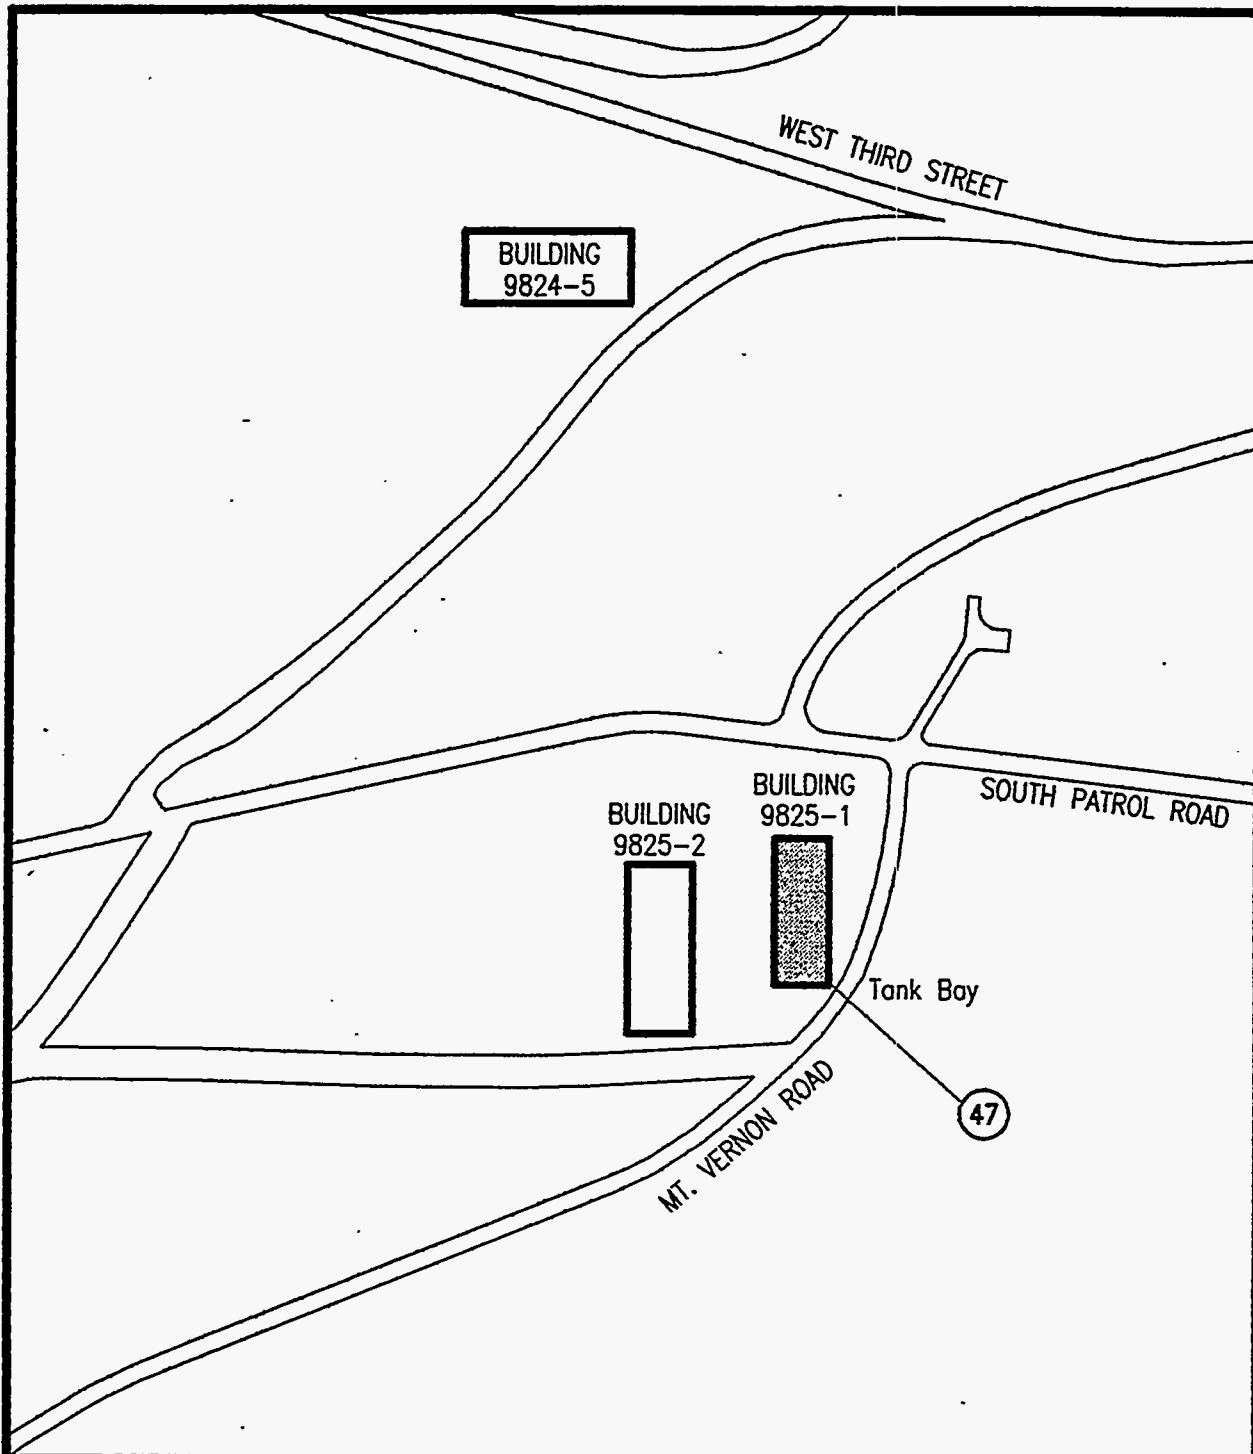 WEST THIRD STREET
BUILDING
9824-5
BUILDING
9825-1
SOUTH PATROL ROAD
BUILDING
9825-2
Tank Bay
47
MT. VERNON ROAD